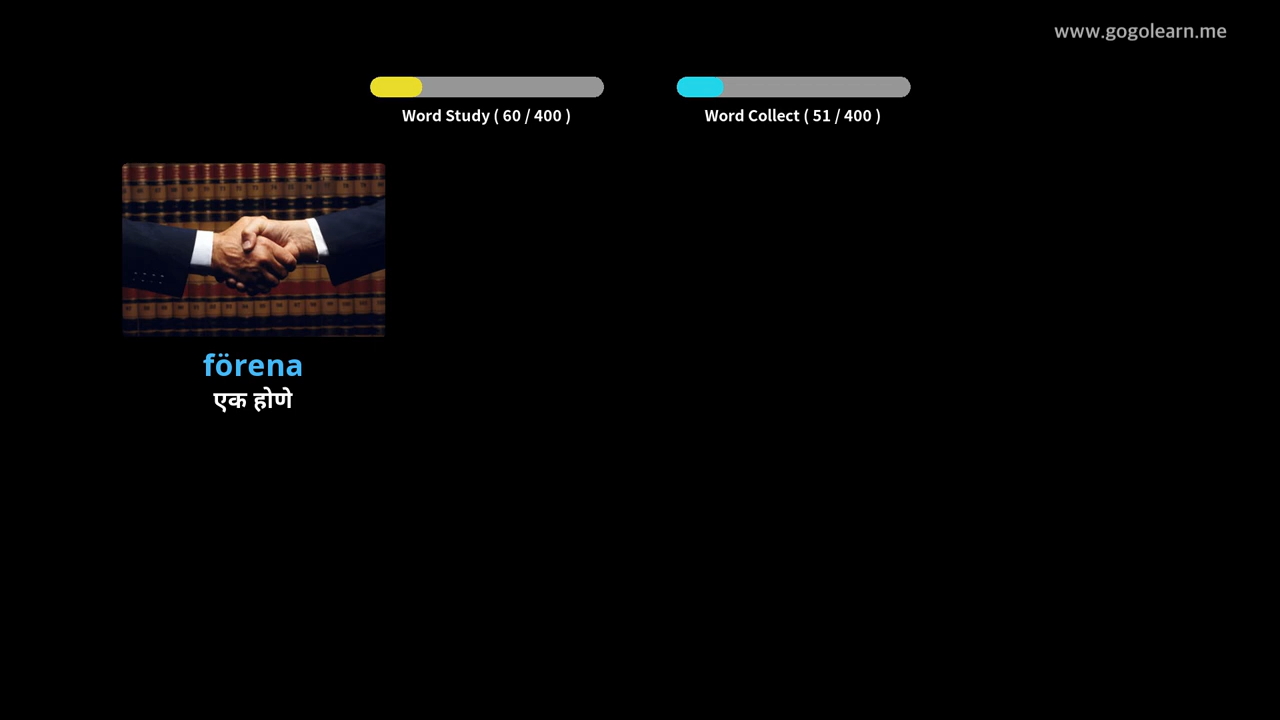 www.gogolearn.me
Word Study ( 60 / 400 )
Word Collect ( 51 / 400 )
förena
एक होणे